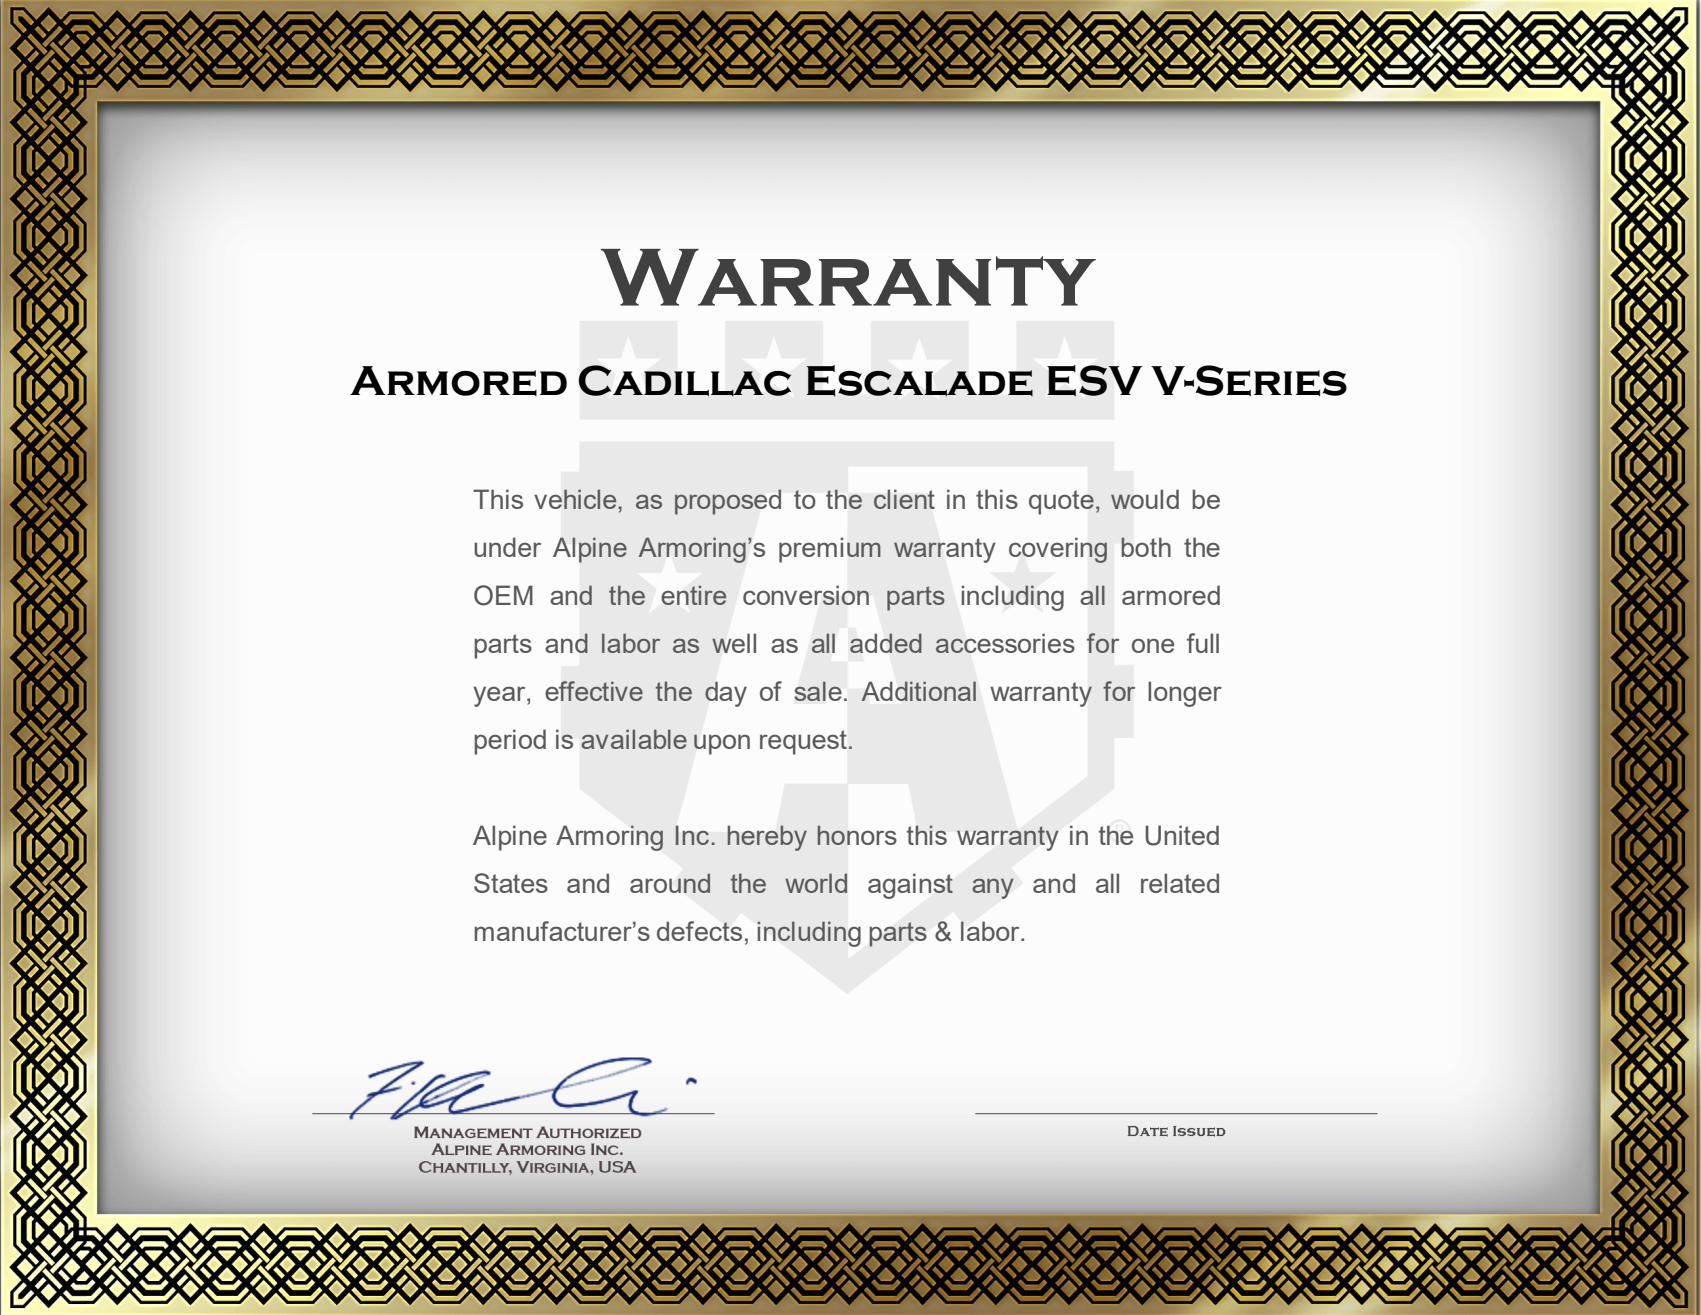 WARRANTY
ARMORED CADILLAC ESCALADE ESV V-SERIES
This vehicle, as proposed to the client in this quote, would be
under Alpine Armoring’s premium warranty covering both the
OEM and the entire conversion parts including all armored
parts and labor as well as all added accessories for one full
year, effective the day of sale. Additional warranty for longer
period is available upon request.
Alpine Armoring Inc. hereby honors this warranty in the United
States and around the world against any and all related
manufacturer’s defects, including parts & labor.
MANAGEMENT AUTHORIZED
ALPINE ARMORING INC.
CHANTILLY, VIRGINIA, USA
DATE ISSUED